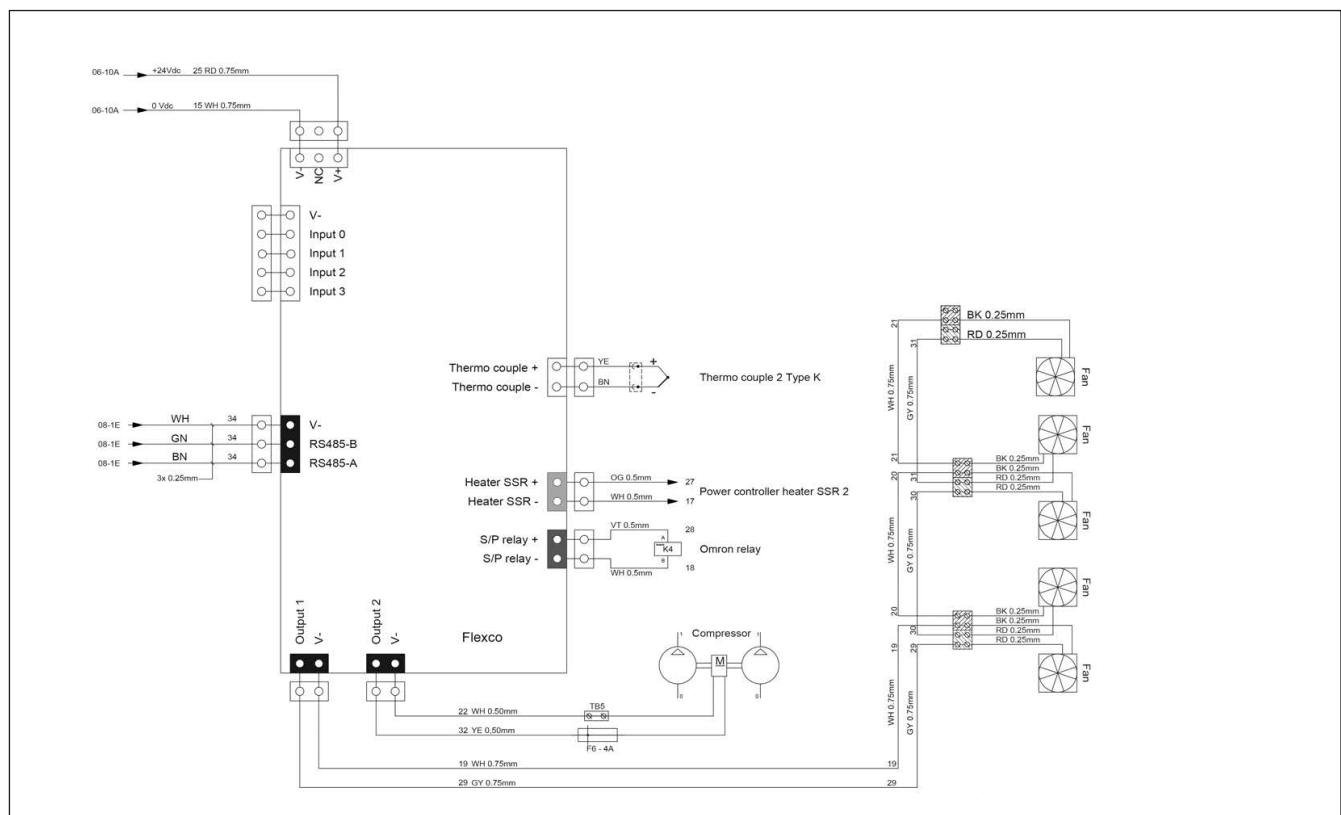 06-10A +24Vdc 25 RD 0.75mm
06-10A 0 Vdc 15 WH 0.75mm
V-
NC
V+
V-
Input 0
Input 1
Input 2
Input 3
Thermo couple +
Thermo couple -
YE
BN
+
-
Thermo couple 2 Type K
08-1E WH 34 V-
08-1E GN 34 RS485-B
08-1E BN 34 RS485-A
3x 0.25mm
Heater SSR +
Heater SSR -
OG 0.5mm 27
WH 0.5mm 17
Power controller heater SSR 2
S/P relay +
S/P relay -
VT 0.5mm 28
A
K4
B
WH 0.5mm 18
Omron relay
Output 1
V-
Output 2
V-
Flexco
Compressor
M
0
0
22 WH 0.50mm TB5
32 YE 0,50mm F6 - 4A
19 WH 0.75mm 19
29 GY 0.75mm 29
21
31
BK 0.25mm
RD 0.25mm
Fan
WH 0.75mm
GY 0.75mm
Fan
21
20
31
30
BK 0.25mm
BK 0.25mm
RD 0.25mm
RD 0.25mm
Fan
WH 0.75mm
GY 0.75mm
Fan
20
19
30
29
BK 0.25mm
BK 0.25mm
RD 0.25mm
RD 0.25mm
Fan
WH 0.75mm
GY 0.75mm